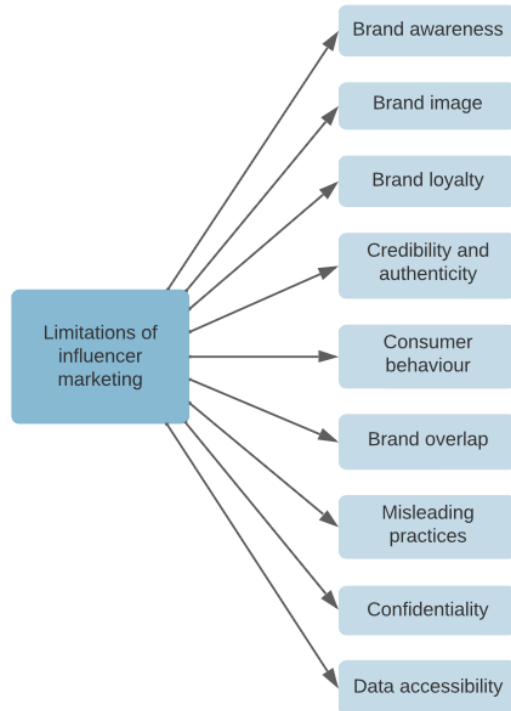 Brand awareness
Brand image
Brand loyalty
Credibility and
authenticity
Limitations of
influencer
marketing
Consumer
behaviour
Brand overlap
Misleading
practices
Confidentiality
Data accessibility